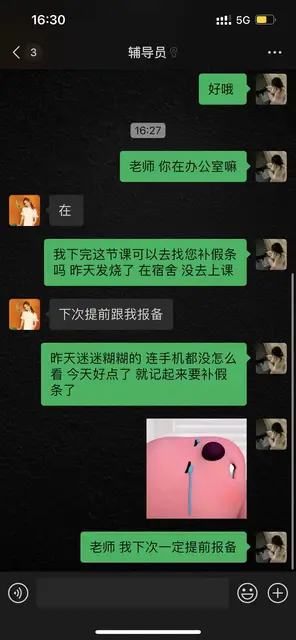 16:30
5G
3
辅导员
好哦
16:27
老师 你在办公室嘛
在
我下完这节课可以去找您补假条
吗 昨天发烧了 在宿舍 没去上课
下次提前跟我报备
昨天迷迷糊糊的 连手机都没怎么
看 今天好点了 就记起来要补假
条了
老师 我下次一定提前报备